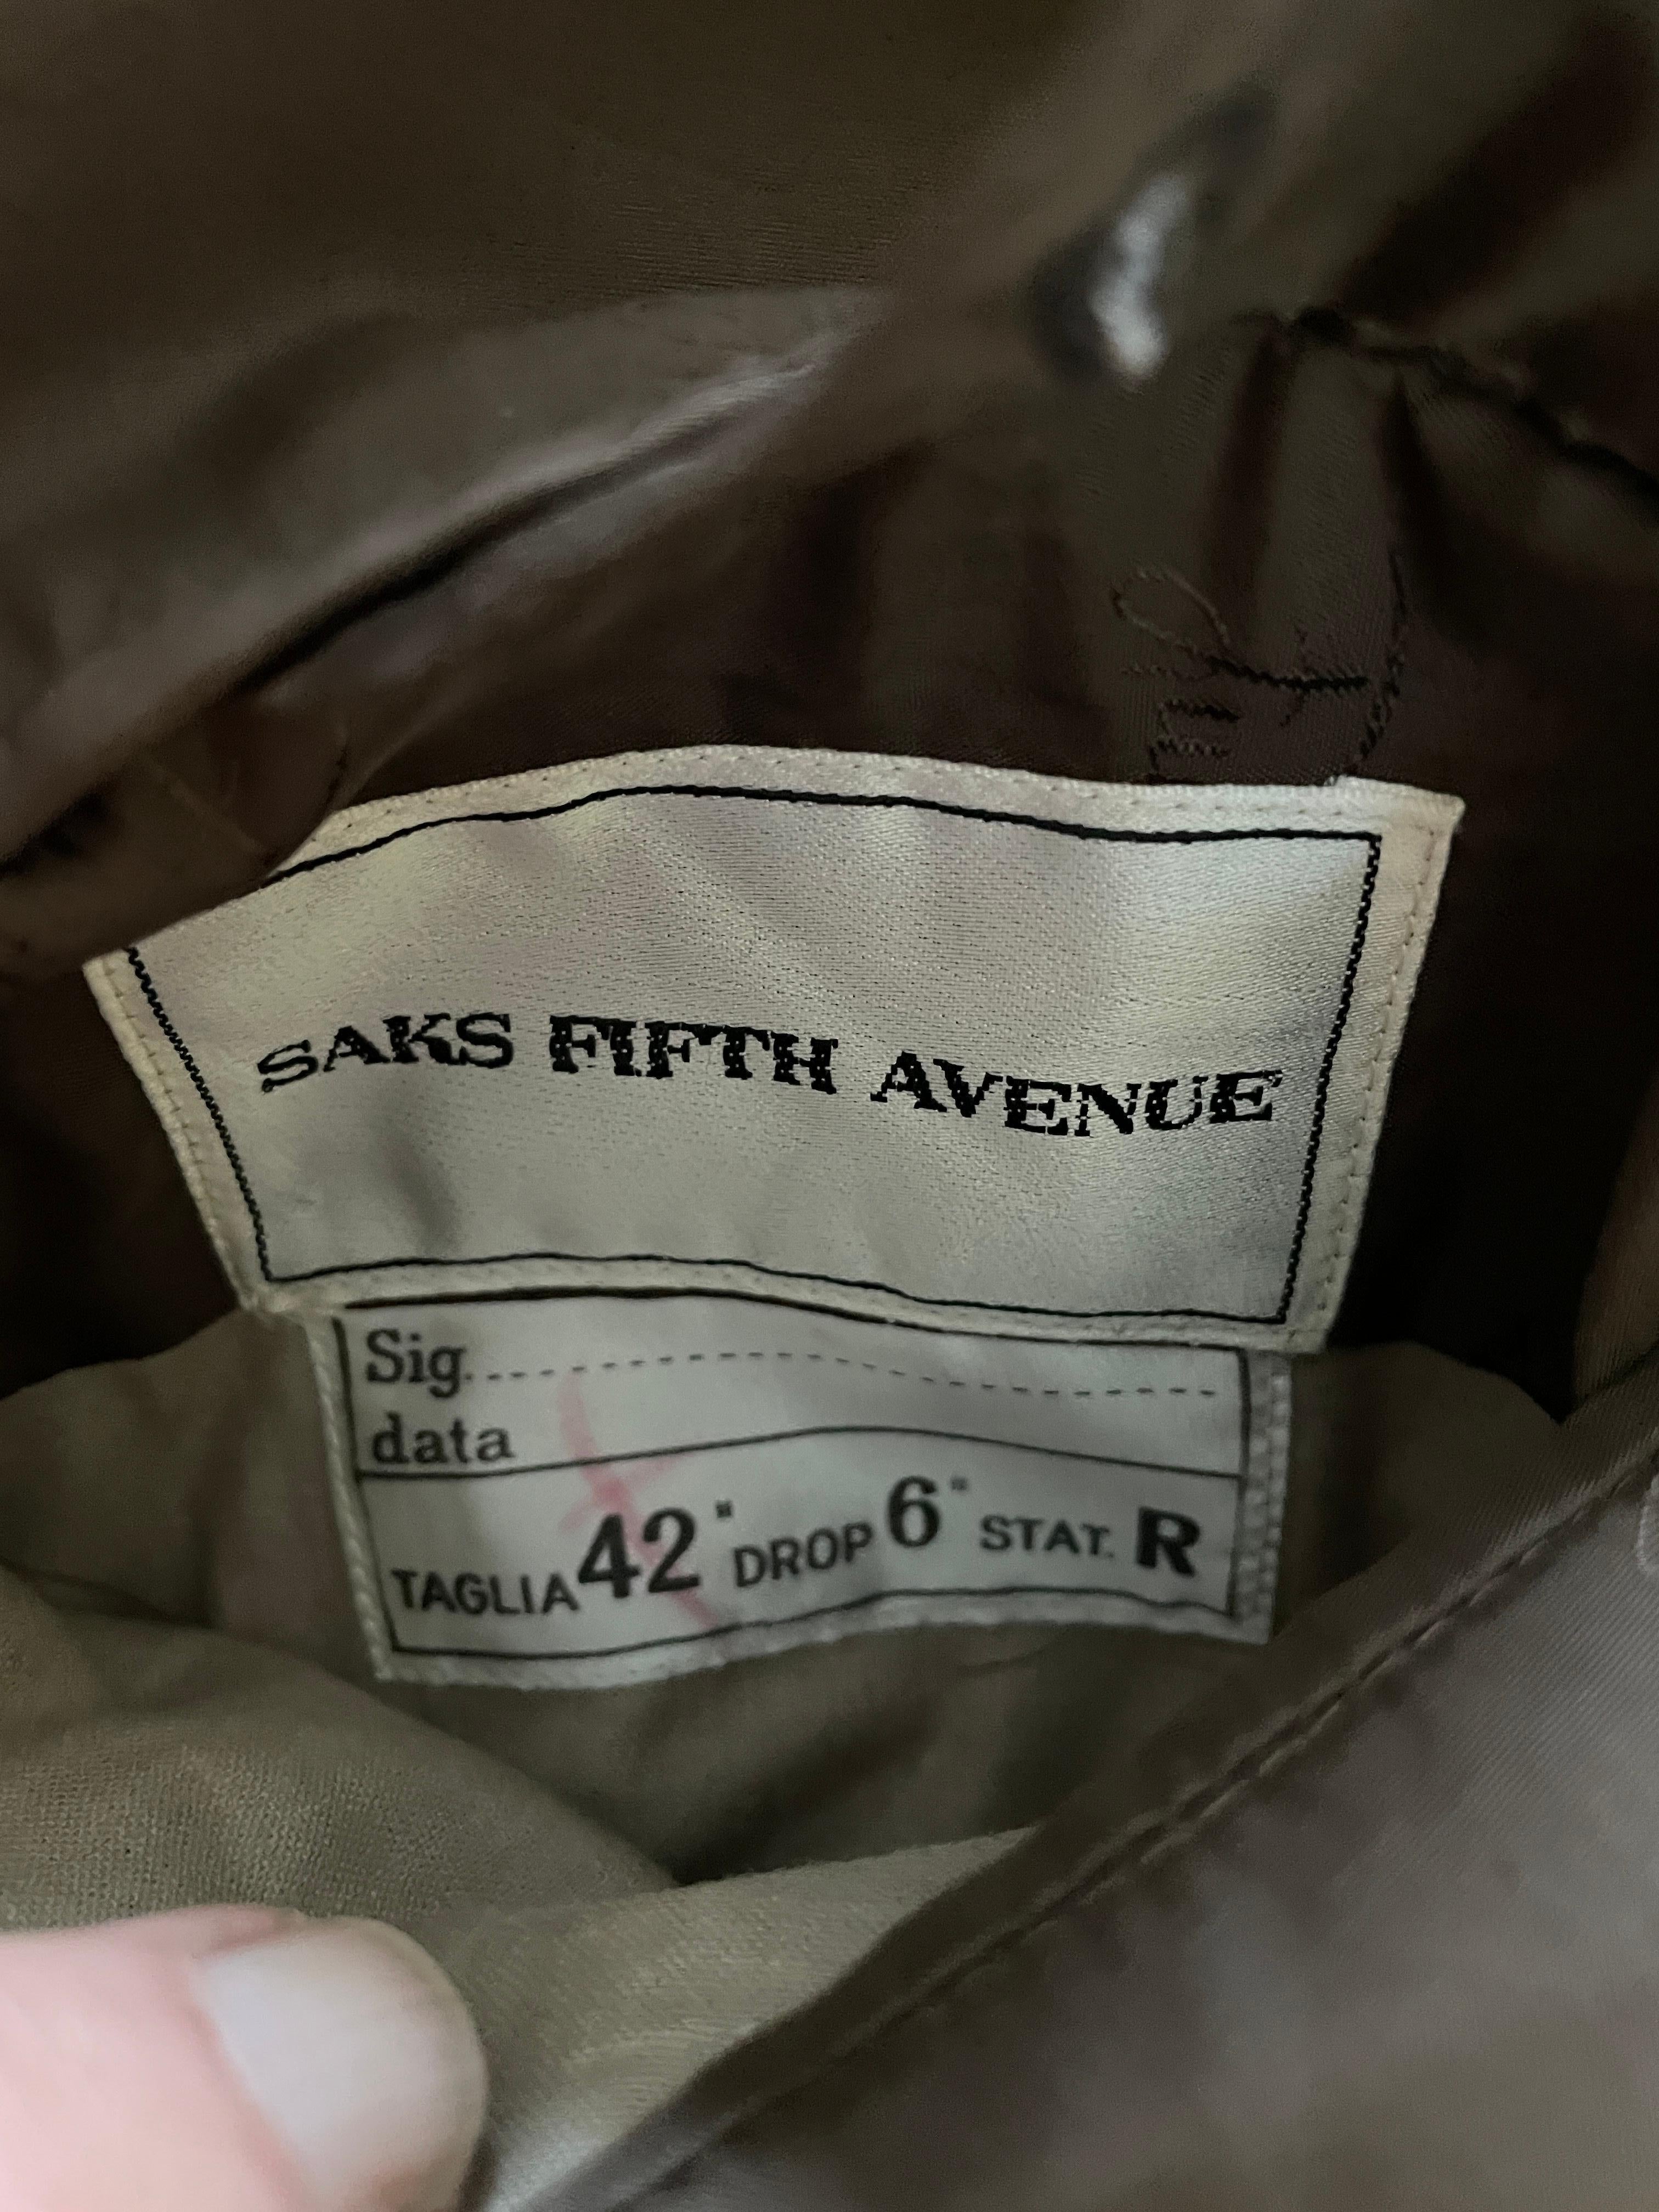 SAKS FIFTH AVENUE
Sig.
data
TAGLIA 42" DROP 6" STAT. R